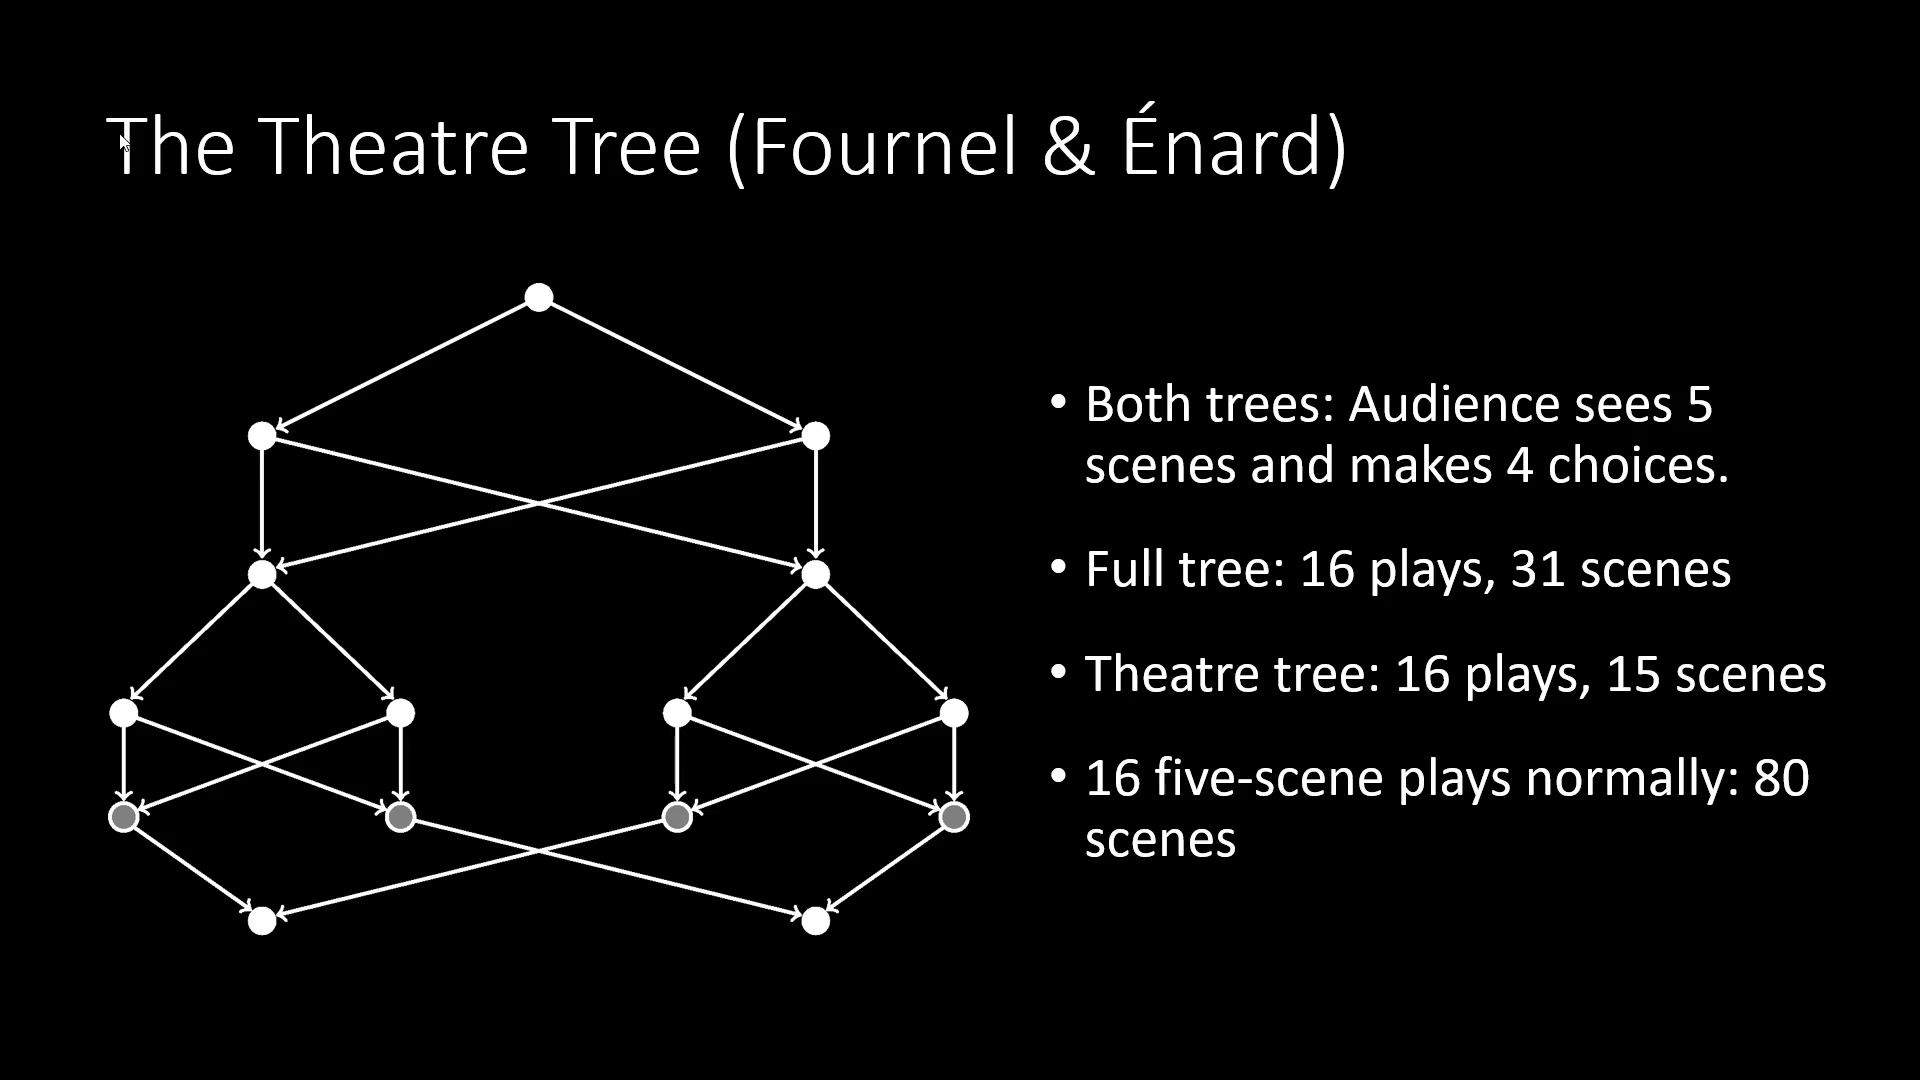 The Theatre Tree (Fournel & Énard)
• Both trees: Audience sees 5
scenes and makes 4 choices.
• Full tree: 16 plays, 31 scenes
• Theatre tree: 16 plays, 15 scenes
• 16 five-scene plays normally: 80
scenes